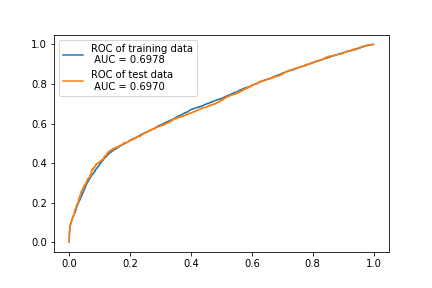 ROC of training data
AUC = 0.6978
ROC of test data
AUC = 0.6970
1.0
0.8
0.6
0.4
0.2
0.0
0.0 0.2 0.4 0.6 0.8 1.0